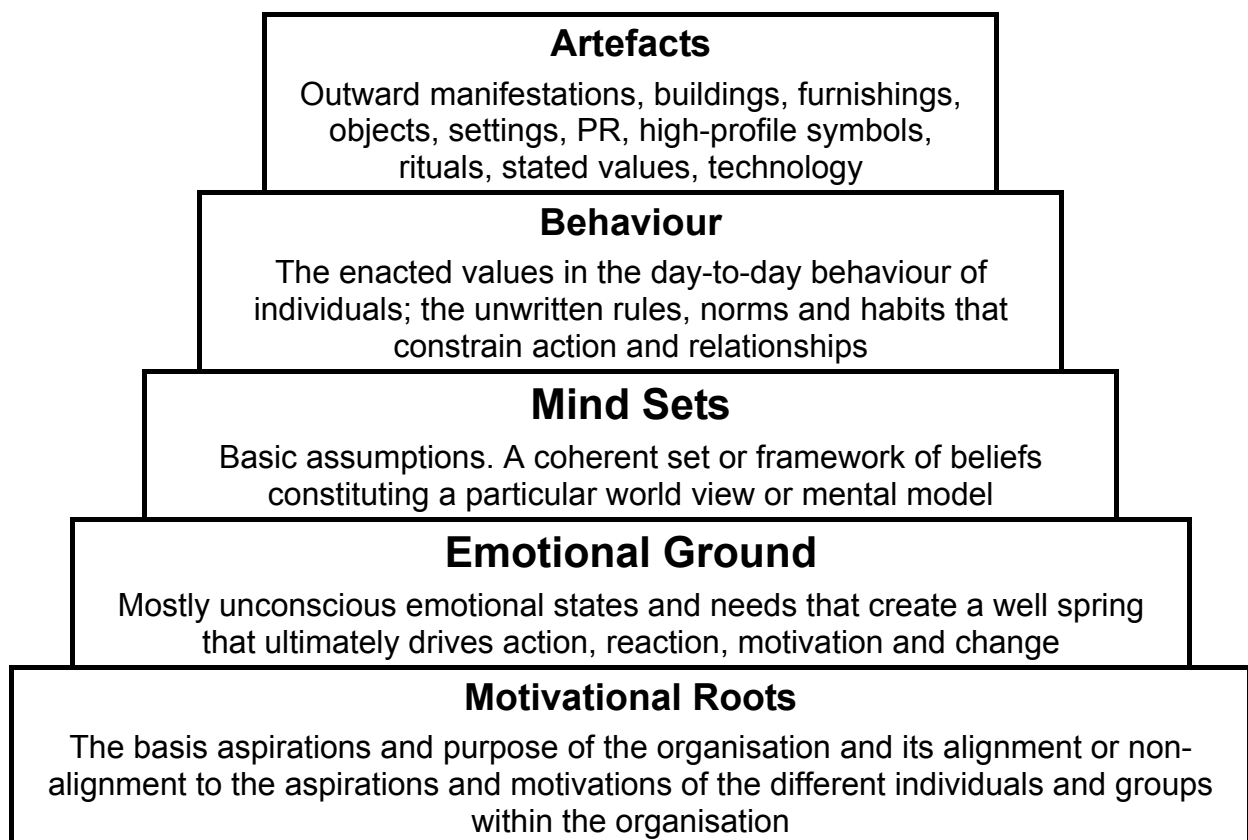 Artefacts
Outward manifestations, buildings, furnishings,
objects, settings, PR, high-profile symbols,
rituals, stated values, technology
Behaviour
The enacted values in the day-to-day behaviour of
individuals; the unwritten rules, norms and habits that
constrain action and relationships
Mind Sets
Basic assumptions. A coherent set or framework of beliefs
constituting a particular world view or mental model
Emotional Ground
Mostly unconscious emotional states and needs that create a well spring
that ultimately drives action, reaction, motivation and change
Motivational Roots
The basis aspirations and purpose of the organisation and its alignment or non-
alignment to the aspirations and motivations of the different individuals and groups
within the organisation